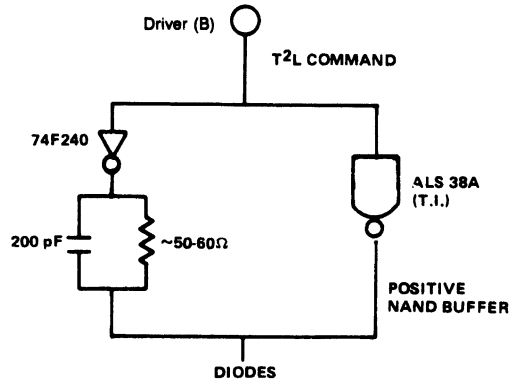 Driver (B)
T²L COMMAND
74F240
ALS 38A
(T.I.)
200 pF
~50-60Ω
POSITIVE
NAND BUFFER
DIODES